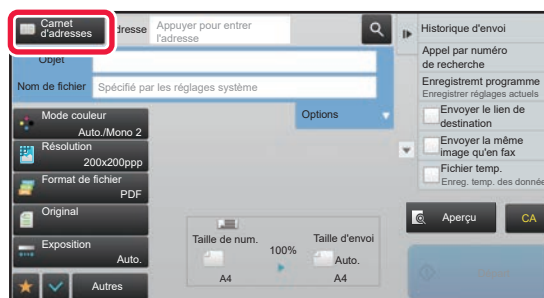 Carnet
d'adresses
dresse
Appuyer pour entrer
l'adresse
Objet
Nom de fichier
Spécifié par les réglages système
Options
Mode couleur
Auto./Mono 2
Résolution
200x200ppp
Format de fichier
PDF
Original
Exposition
Auto.
Autres
Taille de num.
A4
100%
Taille d'envoi
Auto.
A4
Historique d'envoi
Appel par numéro
de recherche
Enregistremt programme
Enregistrer réglages actuels
Envoyer le lien de
destination
Envoyer la même
image qu'en fax
Fichier temp.
Enreg. temp. des donnée
Aperçu
CA